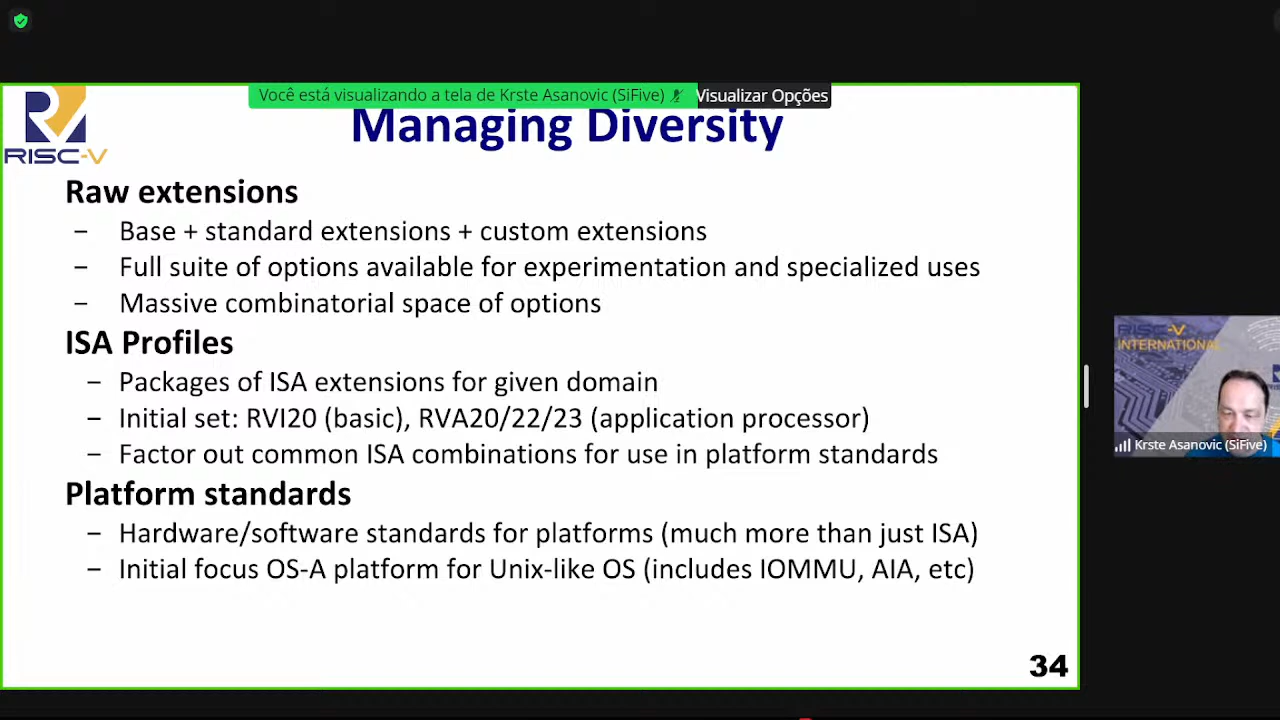 Você está visualizando a tela de Krste Asanovic (SiFive)
Visualizar Opções
RISC-V
Managing Diversity
Raw extensions
– Base + standard extensions + custom extensions
– Full suite of options available for experimentation and specialized uses
– Massive combinatorial space of options
ISA Profiles
– Packages of ISA extensions for given domain
– Initial set: RVI20 (basic), RVA20/22/23 (application processor)
– Factor out common ISA combinations for use in platform standards
Platform standards
– Hardware/software standards for platforms (much more than just ISA)
– Initial focus OS-A platform for Unix-like OS (includes IOMMU, AIA, etc)
34
RISC-V
INTERNATIONAL
Krste Asanovic (SiFive)